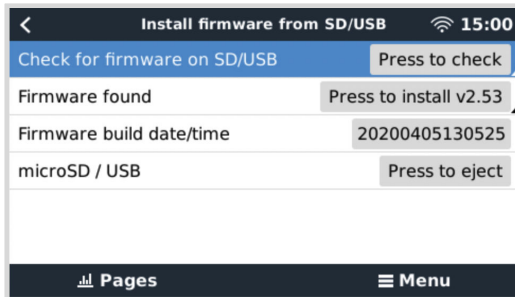 Install firmware from SD/USB 15:00
Check for firmware on SD/USB Press to check
Firmware found Press to install v2.53
Firmware build date/time 20200405130525
microSD / USB Press to eject
Pages Menu